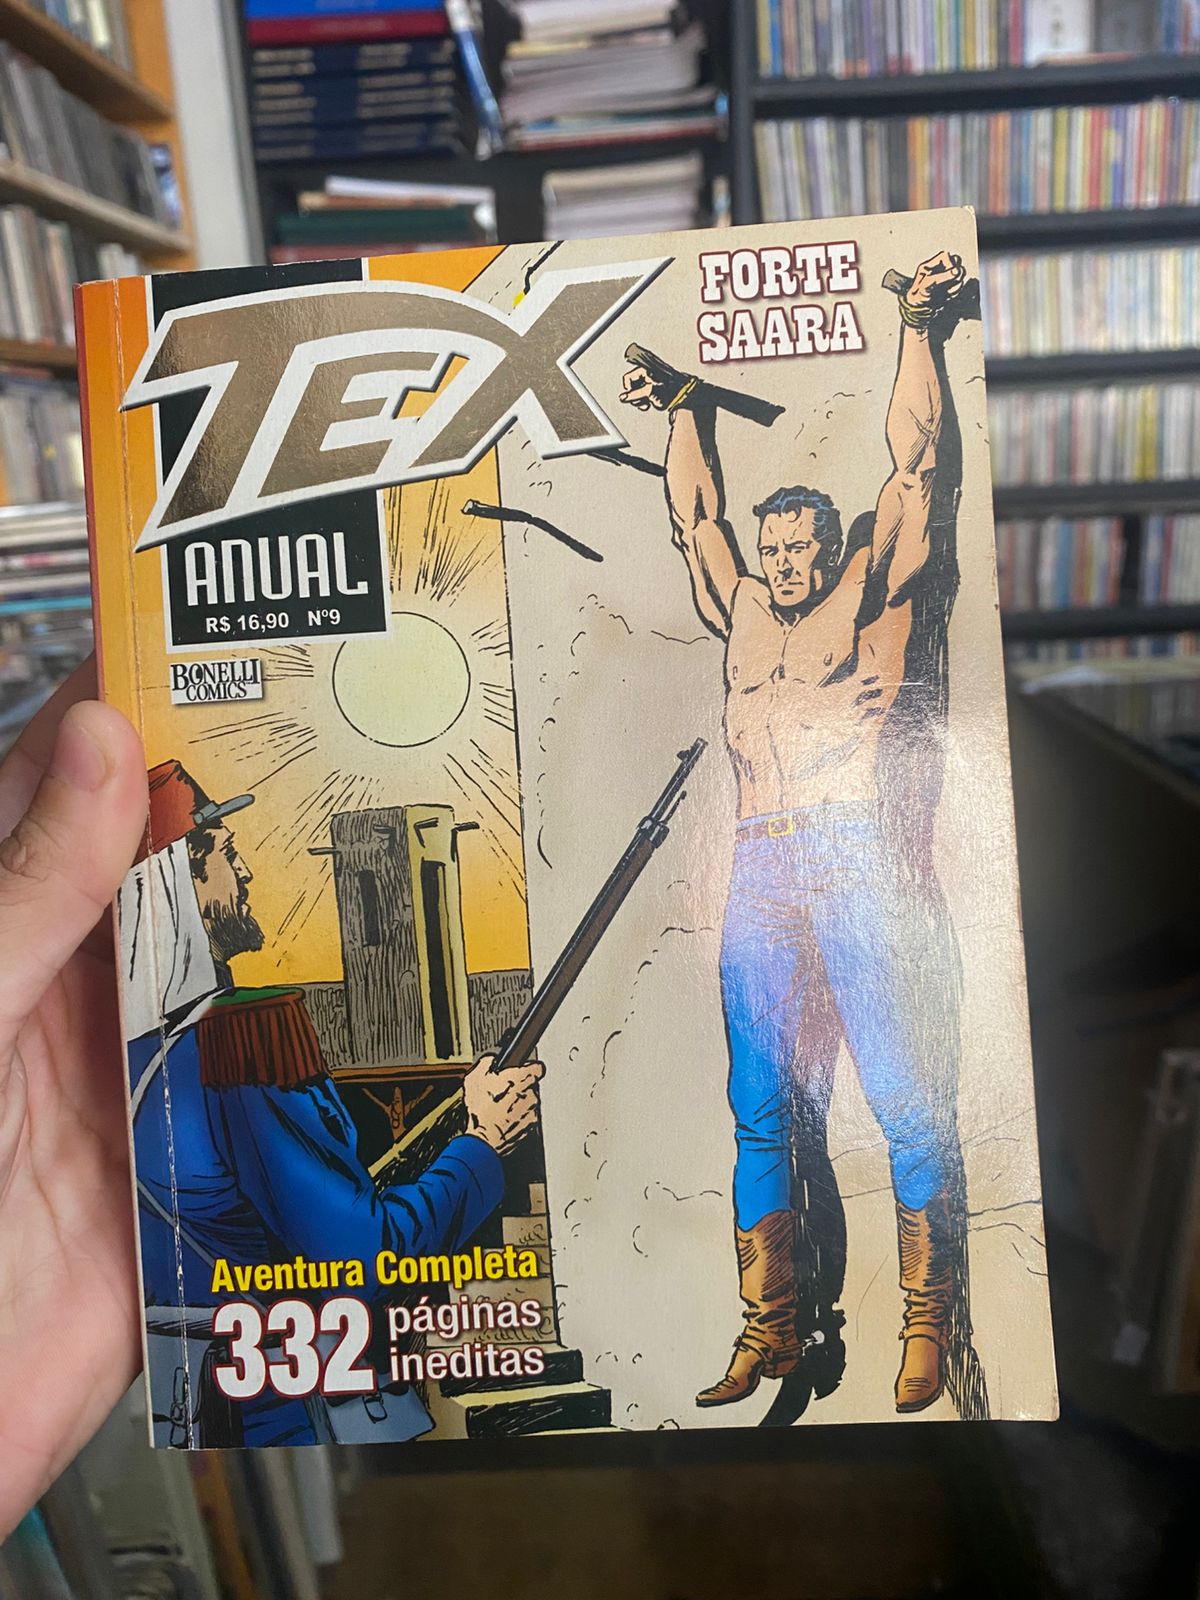 TEX
ANUAL
R$ 16,90 Nº9
BONELLI
COMICS
FORTE
SAARA
Aventura Completa
332 páginas
ineditas